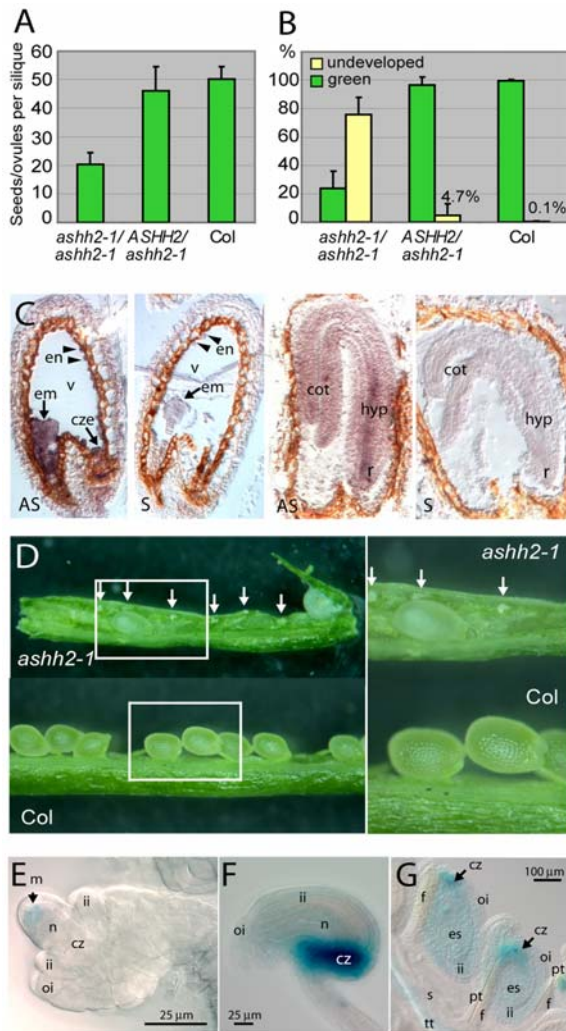 A
Seeds/ovules per silique
60
50
40
30
20
10
0
ashh2-1/
ashh2-1
ASHH2/
ashh2-1
Col
B
%
undeveloped
green
100
80
60
40
20
0
4.7%
0.1%
ashh2-1/
ashh2-1
ASHH2/
ashh2-1
Col
C
en
v
em
cze
AS
en
v
em
S
cot
hyp
r
AS
cot
hyp
r
S
D
ashh2-1
ashh2-1
Col
Col
E
m
ii
n
cz
ii
oi
25 µm
F
ii
oi
n
cz
25 µm
G
100 µm
cz
f
oi
cz
es
ii
oi
es
pt
s
pt
f
f
ii
tt